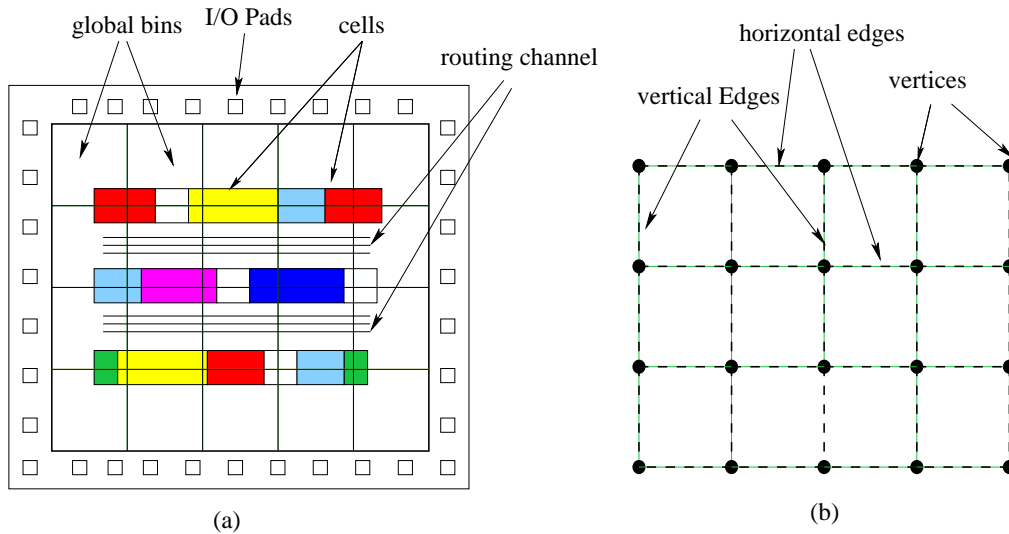 I/O Pads
global bins
cells
routing channel
(a)
horizontal edges
vertices
vertical Edges
(b)